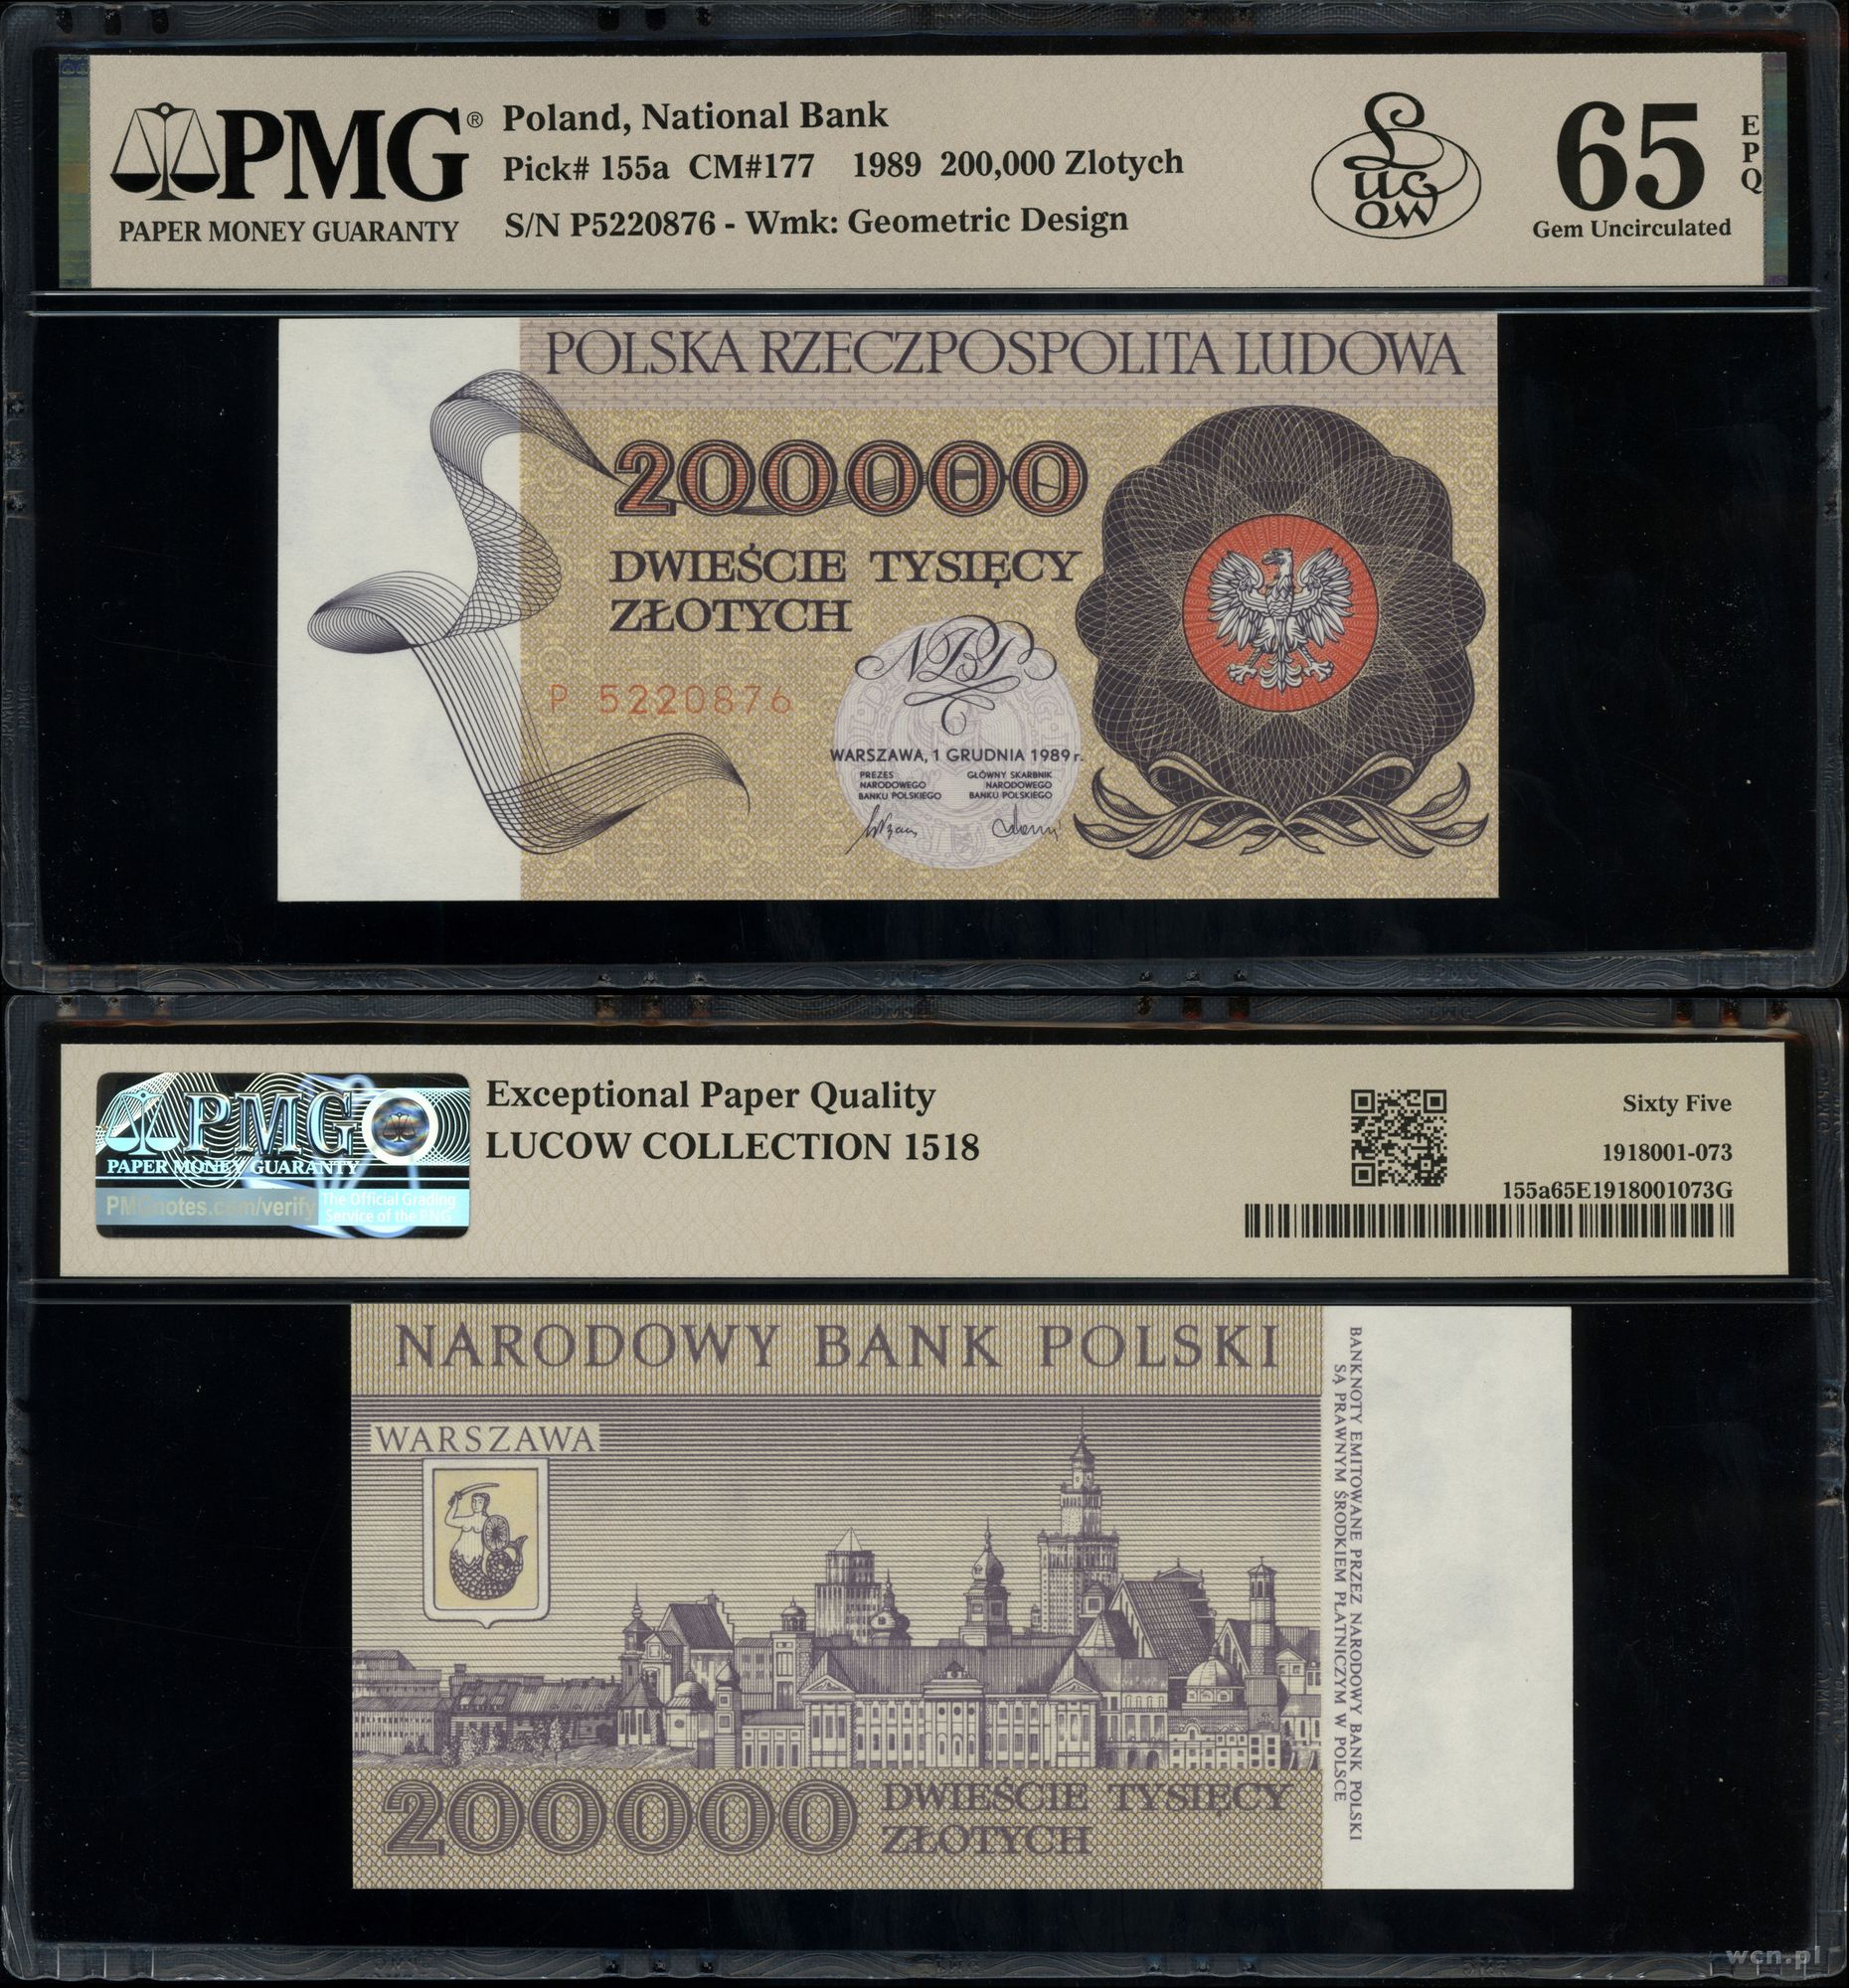 PMG®
PAPER MONEY GUARANTY
Poland, National Bank
Pick# 155a CM#177 1989 200,000 Zlotych
S/N P5220876 - Wmk: Geometric Design
Lucow
65
EPQ
Gem Uncirculated
POLSKA RZECZPOSPOLITA LUDOWA
200000
DWIEŚCIE TYSIĘCY
ZŁOTYCH
P 5220876
NBP
WARSZAWA, 1 GRUDNIA 1989 r.
PREZES
NARODOWEGO
BANKU POLSKIEGO
GŁÓWNY SKARBNIK
NARODOWEGO
BANKU POLSKIEGO
PMG
PAPER MONEY GUARANTY
PMGnotes.com/verify
The Official Grading
Service of the PNG
Exceptional Paper Quality
LUCOW COLLECTION 1518
Sixty Five
1918001-073
155a65E1918001073G
NARODOWY BANK POLSKI
WARSZAWA
200000
DWIEŚCIE TYSIĘCY
ZŁOTYCH
BANKNOTY EMITOWANE PRZEZ NARODOWY BANK POLSKI
SĄ PRAWNYM ŚRODKIEM PŁATNICZYM W POLSCE
wcn.pl